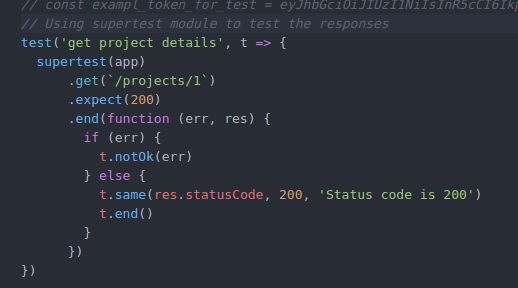 // const exampl_token_for_test = eyJhbGciOiJIUzI1NiIsInR5cCI6Ikp
// Using supertest module to test the responses
test('get project details', t => {
  supertest(app)
      .get(`/projects/1`)
      .expect(200)
      .end(function (err, res) {
        if (err) {
          t.notOk(err)
        } else {
          t.same(res.statusCode, 200, 'Status code is 200')
          t.end()
        }
      })
})